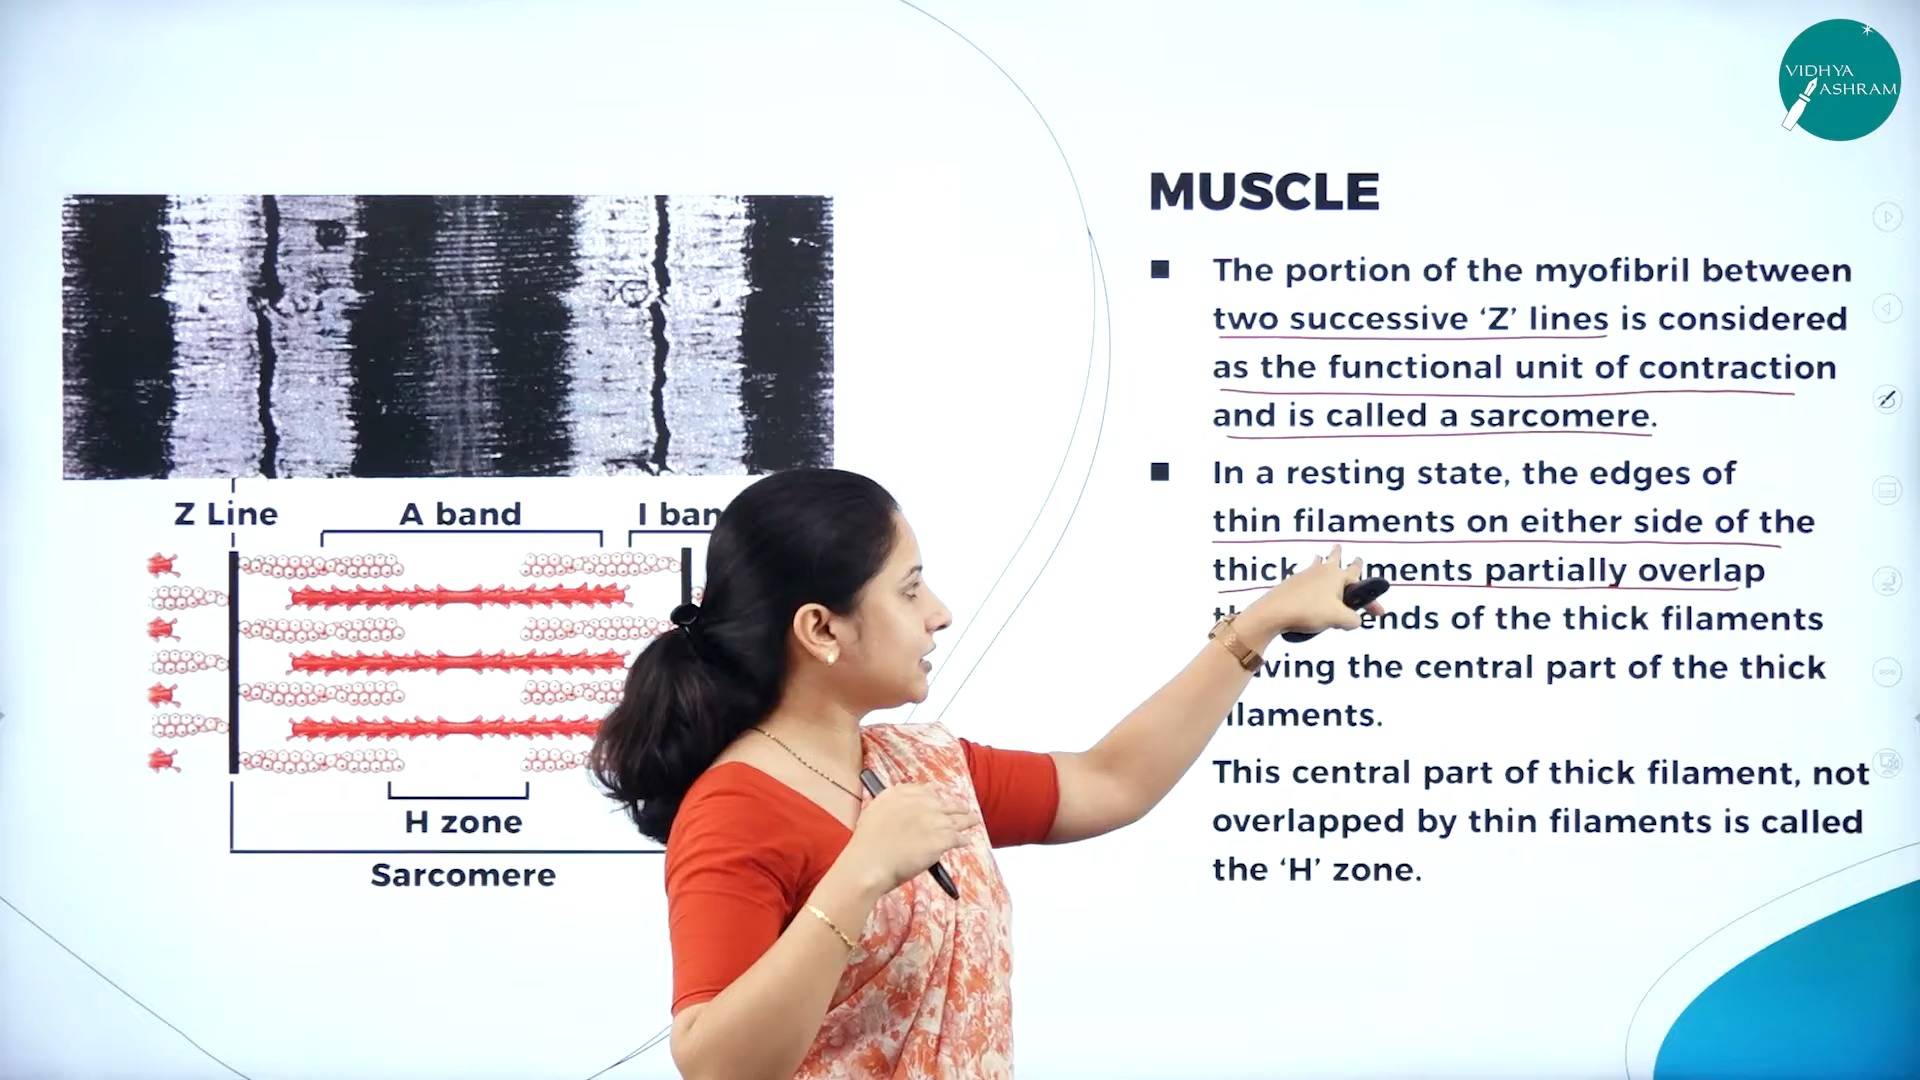 VIDHYA
ASHRAM
MUSCLE
The portion of the myofibril between
two successive ‘Z’ lines is considered
as the functional unit of contraction
and is called a sarcomere.
In a resting state, the edges of
thin filaments on either side of the
thick filaments partially overlap
ends of the thick filaments
the central part of the thick
filaments.
This central part of thick filament, not
overlapped by thin filaments is called
the ‘H’ zone.
Z Line
A band
I ban
H zone
Sarcomere